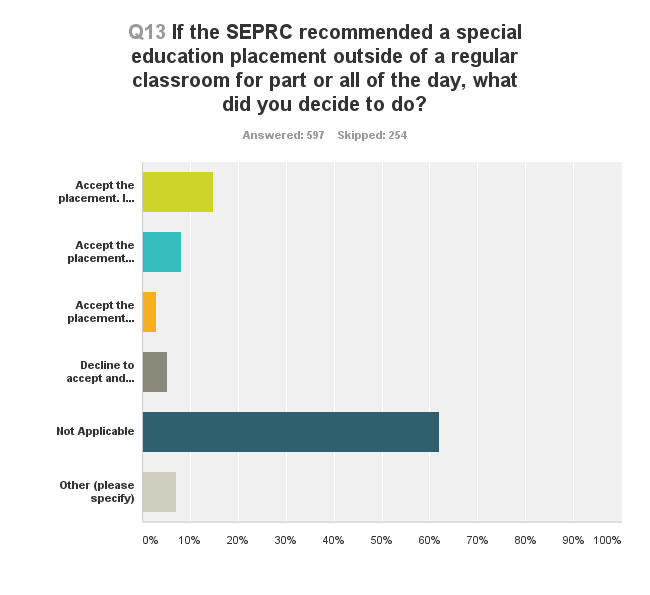 Q13 If the SEPRC recommended a special
education placement outside of a regular
classroom for part or all of the day, what
did you decide to do?
Answered: 597 Skipped: 254
Accept the
placement. I...
Accept the
placement...
Accept the
placement...
Decline to
accept and...
Not Applicable
Other (please
specify)
0% 10% 20% 30% 40% 50% 60% 70% 80% 90% 100%